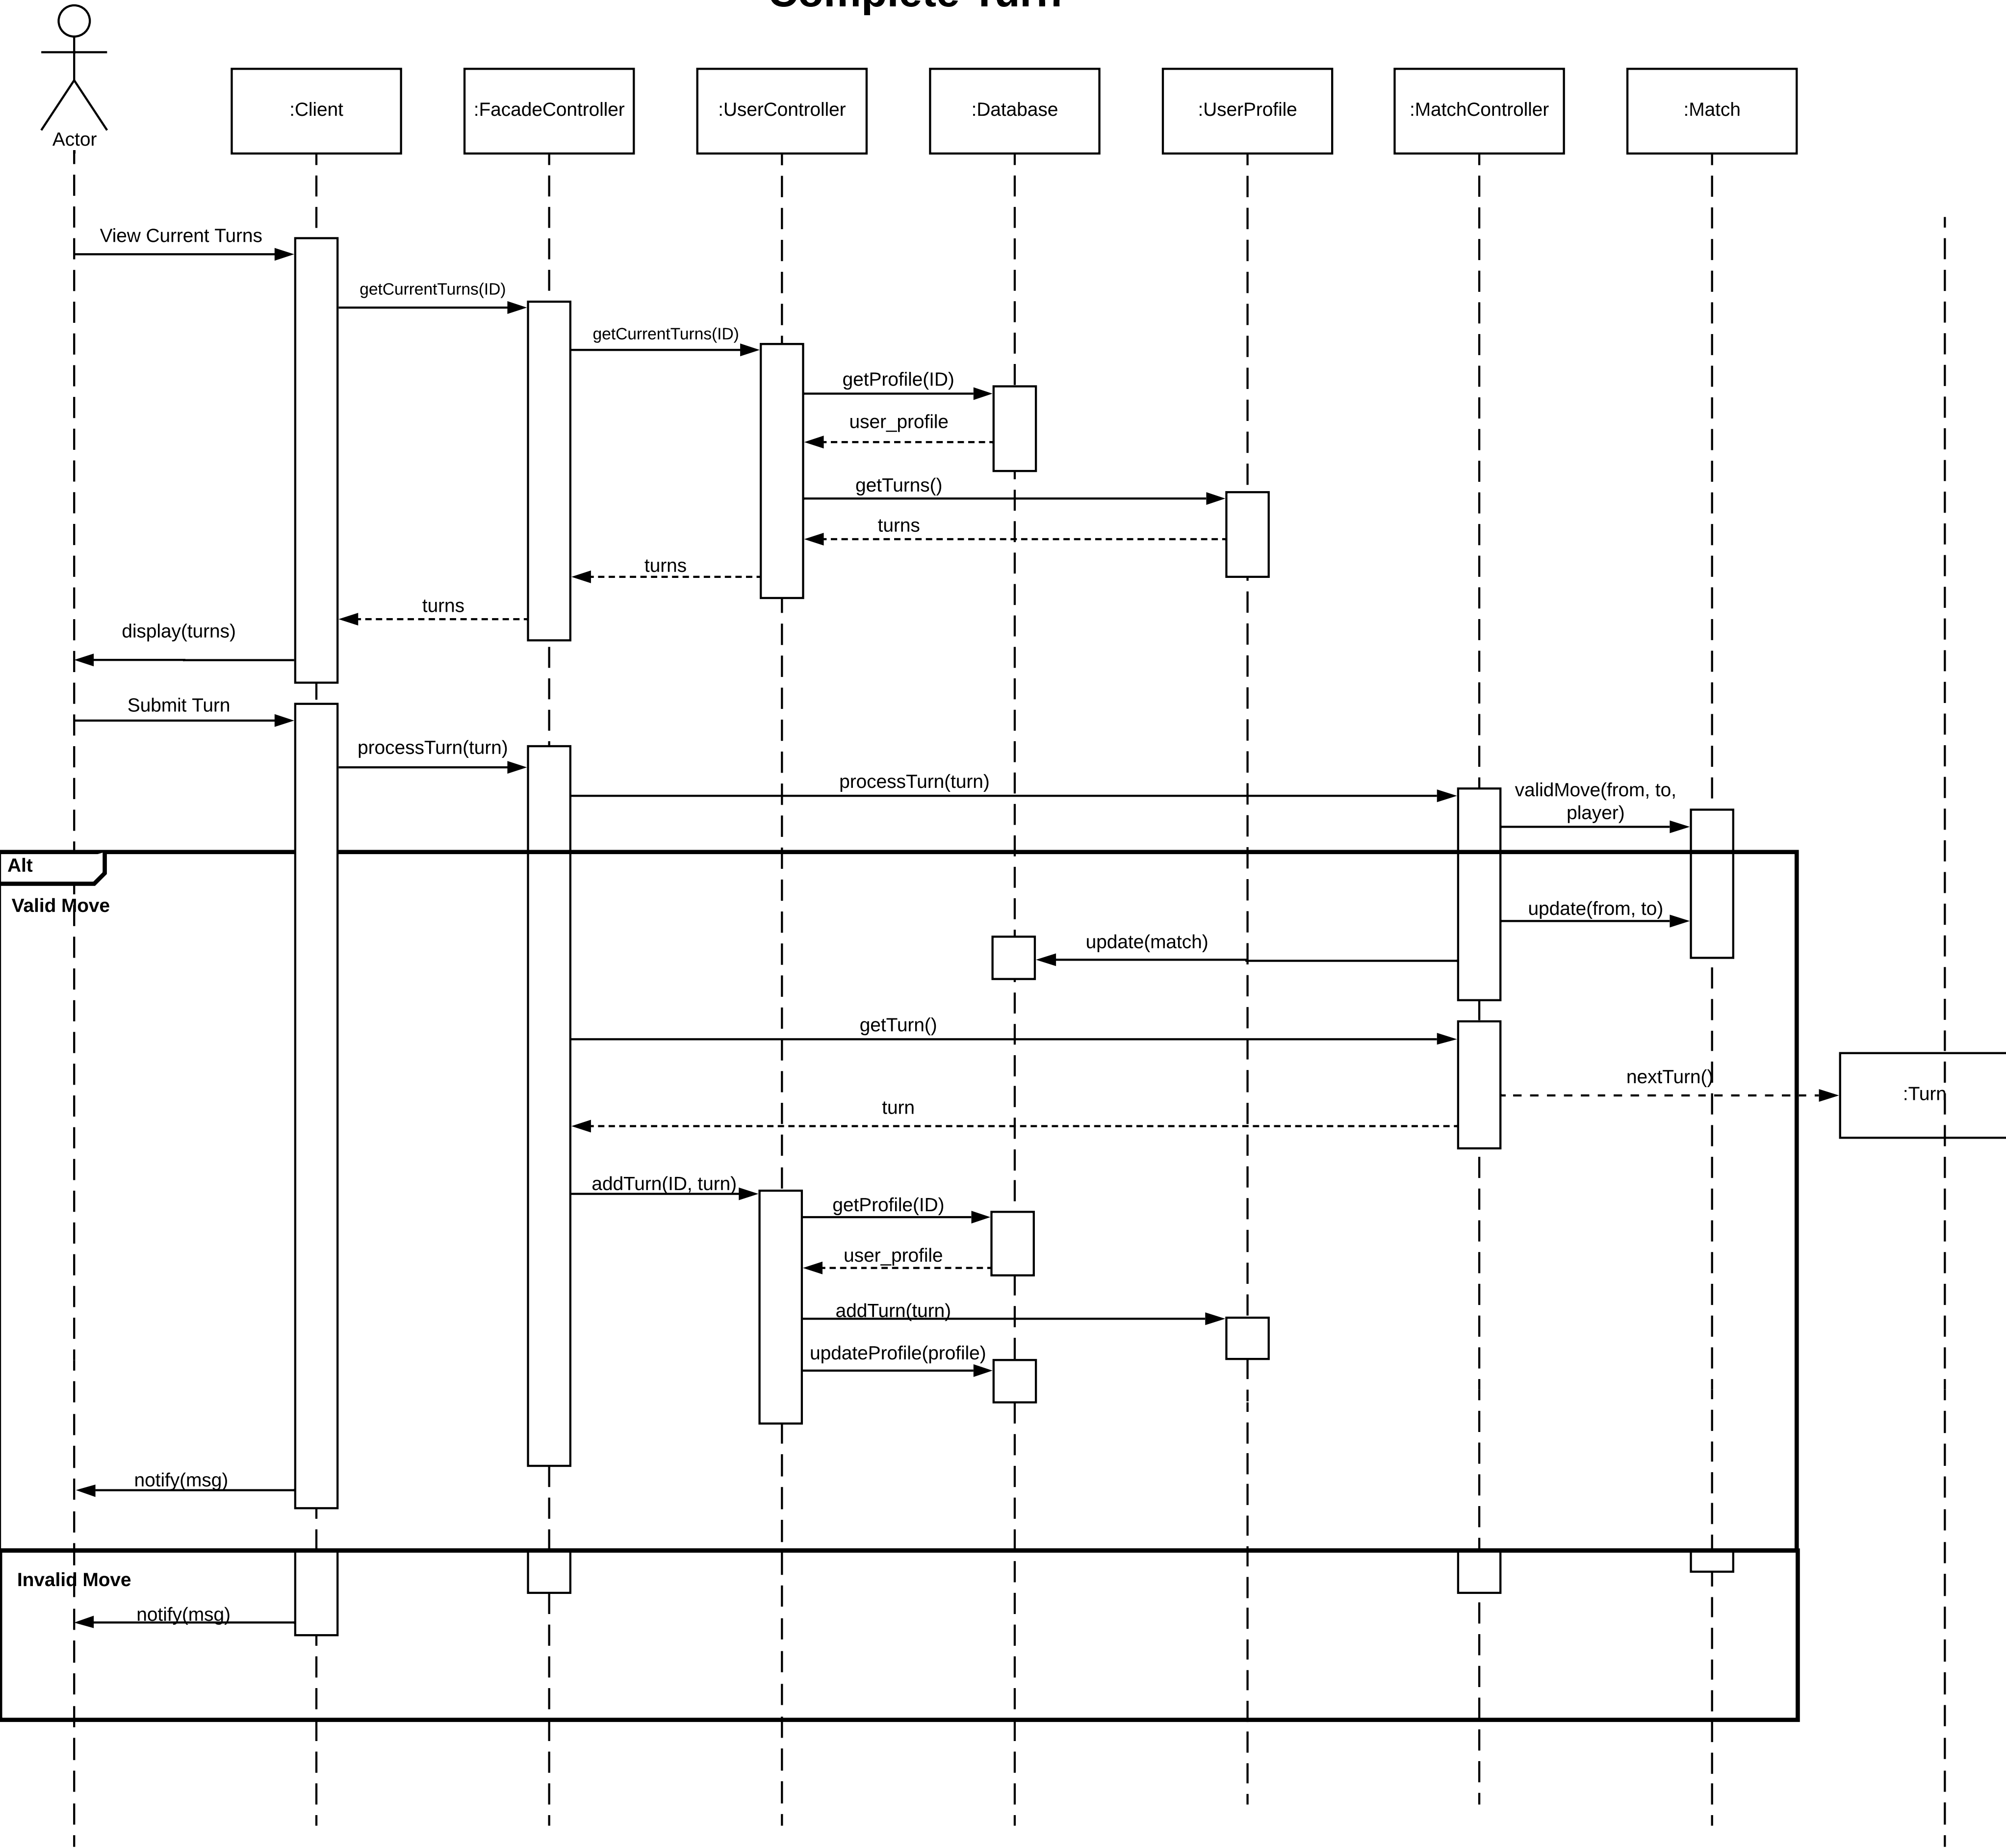 Complete Turn
Actor
:Client
:FacadeController
:UserController
:Database
:UserProfile
:MatchController
:Match
View Current Turns
getCurrentTurns(ID)
getCurrentTurns(ID)
getProfile(ID)
user_profile
getTurns()
turns
turns
turns
display(turns)
Submit Turn
processTurn(turn)
processTurn(turn)
validMove(from, to,
player)
Alt
Valid Move
update(from, to)
update(match)
getTurn()
nextTurn()
:Turn
turn
addTurn(ID, turn)
getProfile(ID)
user_profile
addTurn(turn)
updateProfile(profile)
notify(msg)
Invalid Move
notify(msg)